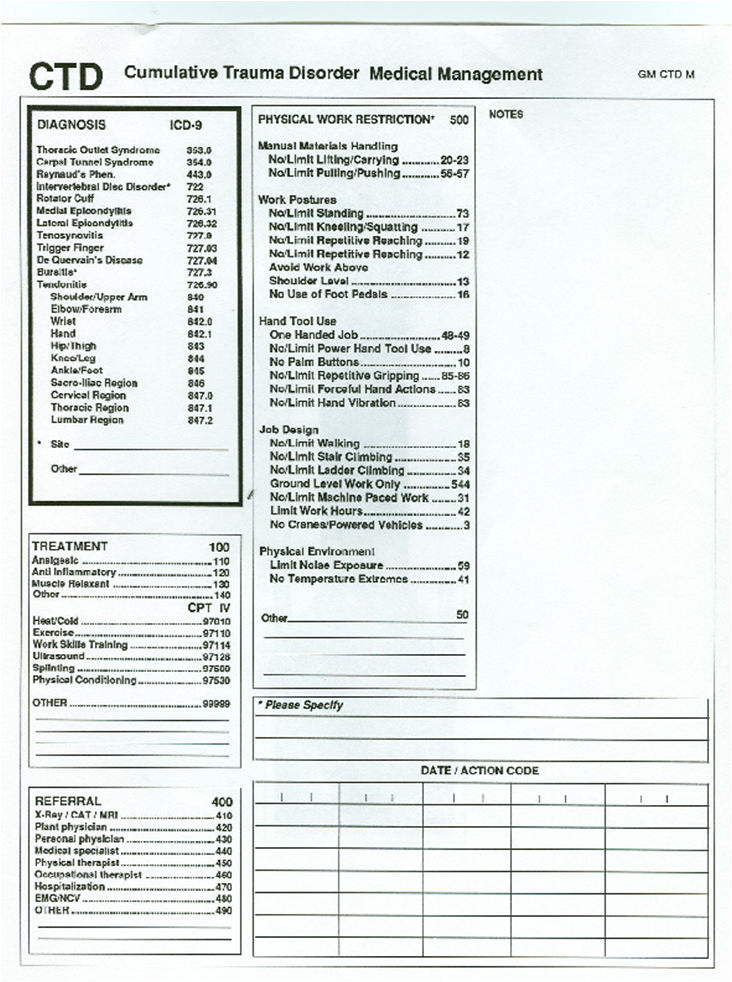 CTD Cumulative Trauma Disorder Medical Management GM CTD M
DIAGNOSIS ICD-9
Thoracic Outlet Syndrome 353.0
Carpal Tunnel Syndrome 354.0
Raynaud's Phen. 443.0
Intervertebral Disc Disorder* 722
Rotator Cuff 726.1
Medial Epicondylitis 726.31
Lateral Epicondylitis 726.32
Tenosynovitis 727.0
Trigger Finger 727.03
De Quervain's Disease 727.04
Bursitis* 727.3
Tendonitis 726.90
Shoulder/Upper Arm 840
Elbow/Forearm 841
Wrist 842.0
Hand 842.1
Hip/Thigh 843
Knee/Leg 844
Ankle/Foot 845
Sacro-Iliac Region 846
Cervical Region 847.0
Thoracic Region 847.1
Lumbar Region 847.2
* Site
Other
TREATMENT 100
Analgesic 110
Anti Inflammatory 120
Muscle Relaxant 130
Other 140
CPT IV
Heat/Cold 97010
Exercise 97110
Work Skills Training 97114
Ultrasound 97128
Splinting 97500
Physical Conditioning 97530
OTHER 99999
REFERRAL 400
X-Ray / CAT / MRI 410
Plant physician 420
Personal physician 430
Medical specialist 440
Physical therapist 450
Occupational therapist 460
Hospitalization 470
EMG/NCV 480
OTHER 490
PHYSICAL WORK RESTRICTION* 500
Manual Materials Handling
No/Limit Lifting/Carrying 20-23
No/Limit Pulling/Pushing 56-57
Work Postures
No/Limit Standing 73
No/Limit Kneeling/Squatting 17
No/Limit Repetitive Reaching 19
No/Limit Repetitive Reaching 12
Avoid Work Above
Shoulder Level 13
No Use of Foot Pedals 16
Hand Tool Use
One Handed Job 48-49
No/Limit Power Hand Tool Use 8
No Palm Buttons 10
No/Limit Repetitive Gripping 85-86
No/Limit Forceful Hand Actions 83
No/Limit Hand Vibration 83
Job Design
No/Limit Walking 18
No/Limit Stair Climbing 35
No/Limit Ladder Climbing 34
Ground Level Work Only 544
No/Limit Machine Paced Work 31
Limit Work Hours 42
No Cranes/Powered Vehicles 3
Physical Environment
Limit Noise Exposure 59
No Temperature Extremes 41
Other 50
NOTES
* Please Specify
DATE / ACTION CODE